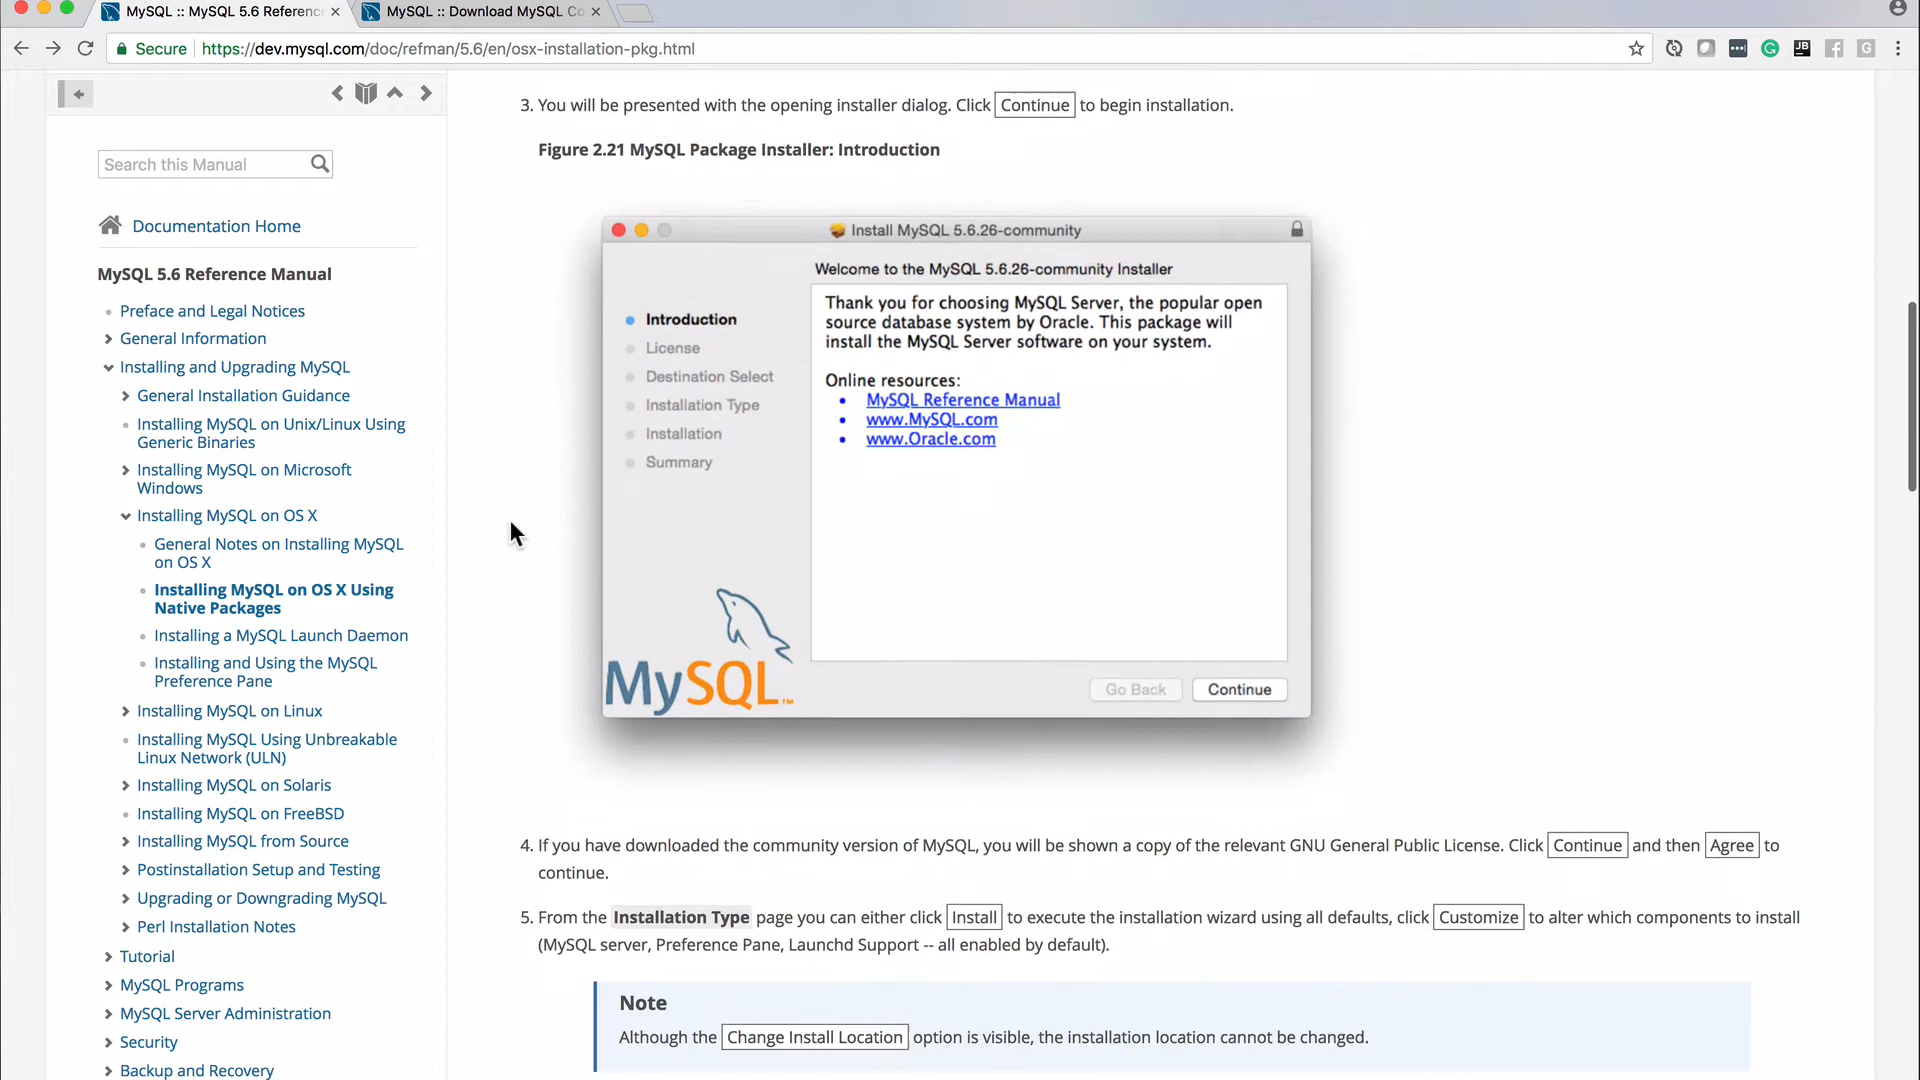 MySQL :: MySQL 5.6 Reference
MySQL :: Download MySQL Co
Secure
https://dev.mysql.com/doc/refman/5.6/en/osx-installation-pkg.html
JB
G
Search this Manual
Documentation Home
MySQL 5.6 Reference Manual
Preface and Legal Notices
General Information
Installing and Upgrading MySQL
General Installation Guidance
Installing MySQL on Unix/Linux Using
Generic Binaries
Installing MySQL on Microsoft
Windows
Installing MySQL on OS X
General Notes on Installing MySQL
on OS X
Installing MySQL on OS X Using
Native Packages
Installing a MySQL Launch Daemon
Installing and Using the MySQL
Preference Pane
Installing MySQL on Linux
Installing MySQL Using Unbreakable
Linux Network (ULN)
Installing MySQL on Solaris
Installing MySQL on FreeBSD
Installing MySQL from Source
Postinstallation Setup and Testing
Upgrading or Downgrading MySQL
Perl Installation Notes
Tutorial
MySQL Programs
MySQL Server Administration
Security
Backup and Recovery
3. You will be presented with the opening installer dialog. Click Continue to begin installation.
Figure 2.21 MySQL Package Installer: Introduction
Install MySQL 5.6.26-community
Welcome to the MySQL 5.6.26-community Installer
Introduction
License
Destination Select
Installation Type
Installation
Summary
Thank you for choosing MySQL Server, the popular open
source database system by Oracle. This package will
install the MySQL Server software on your system.
Online resources:
• MySQL Reference Manual
• www.MySQL.com
• www.Oracle.com
MySQL™
Go Back
Continue
4. If you have downloaded the community version of MySQL, you will be shown a copy of the relevant GNU General Public License. Click Continue and then Agree to
continue.
5. From the Installation Type page you can either click Install to execute the installation wizard using all defaults, click Customize to alter which components to install
(MySQL server, Preference Pane, Launchd Support -- all enabled by default).
Note
Although the Change Install Location option is visible, the installation location cannot be changed.